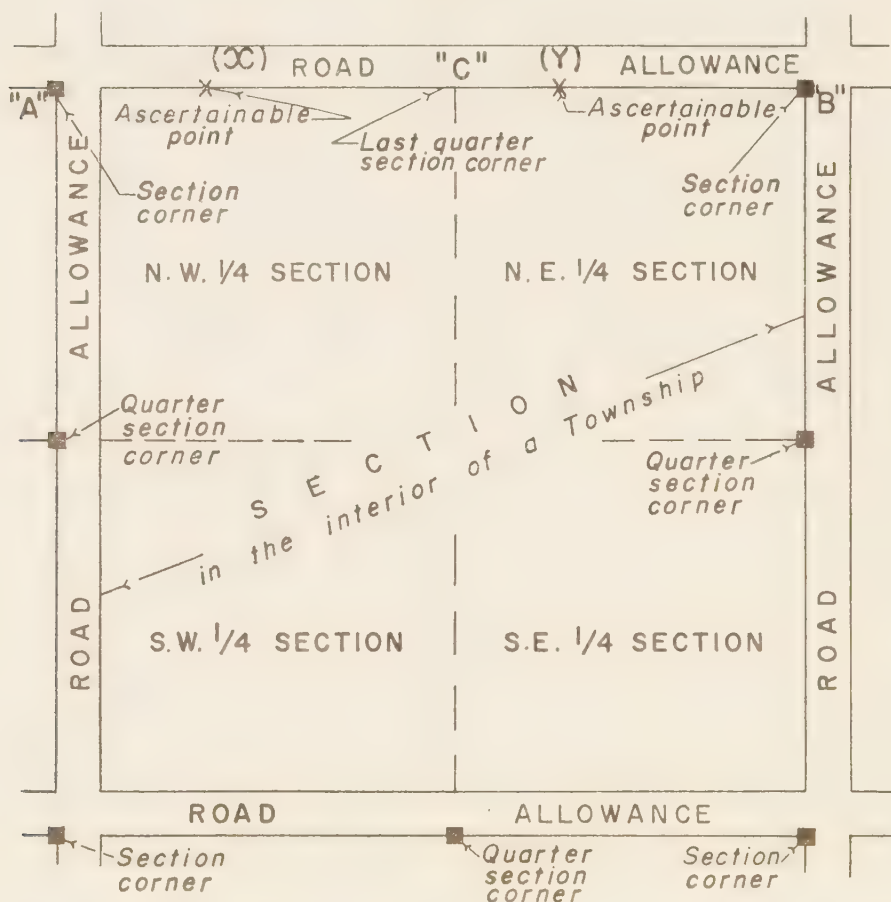 (X) ROAD "C" (Y) ALLOWANCE
"A" "B"
Ascertainable
point
Last quarter
section corner
Ascertainable
point
Section
corner
Section
corner
ALLOWANCE
ALLOWANCE
N.W. 1/4 SECTION
N.E. 1/4 SECTION
SECTION
in the interior of a Township
Quarter
section
corner
Quarter
section
corner
ROAD
ROAD
S.W. 1/4 SECTION
S.E. 1/4 SECTION
ROAD ALLOWANCE
Section
corner
Quarter
section
corner
Section
corner